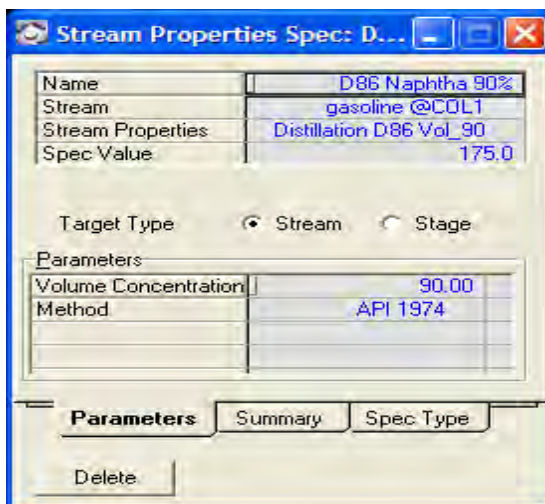 Stream Properties Spec: D...
Name D86 Naphtha 90%
Stream gasoline @COL1
Stream Properties Distillation D86 Vol_90
Spec Value 175.0
Target Type Stream Stage
Parameters
Volume Concentration 90.00
Method API 1974
Parameters Summary Spec Type
Delete